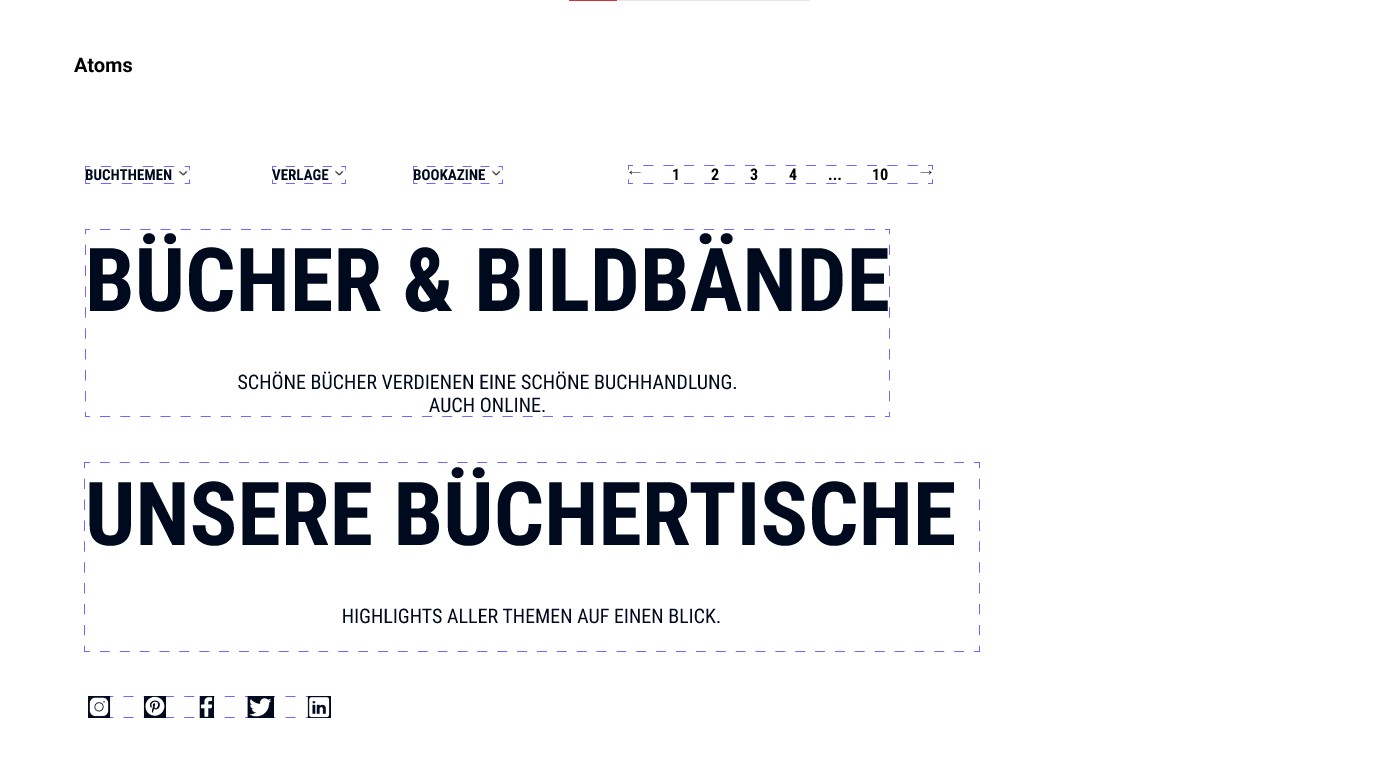 Atoms
BUCHTHEMEN VERLAGE BOOKAZINE ← 1 2 3 4 ... 10 →
BÜCHER & BILDBÄNDE
SCHÖNE BÜCHER VERDIENEN EINE SCHÖNE BUCHHANDLUNG.
AUCH ONLINE.
UNSERE BÜCHERTISCHE
HIGHLIGHTS ALLER THEMEN AUF EINEN BLICK.